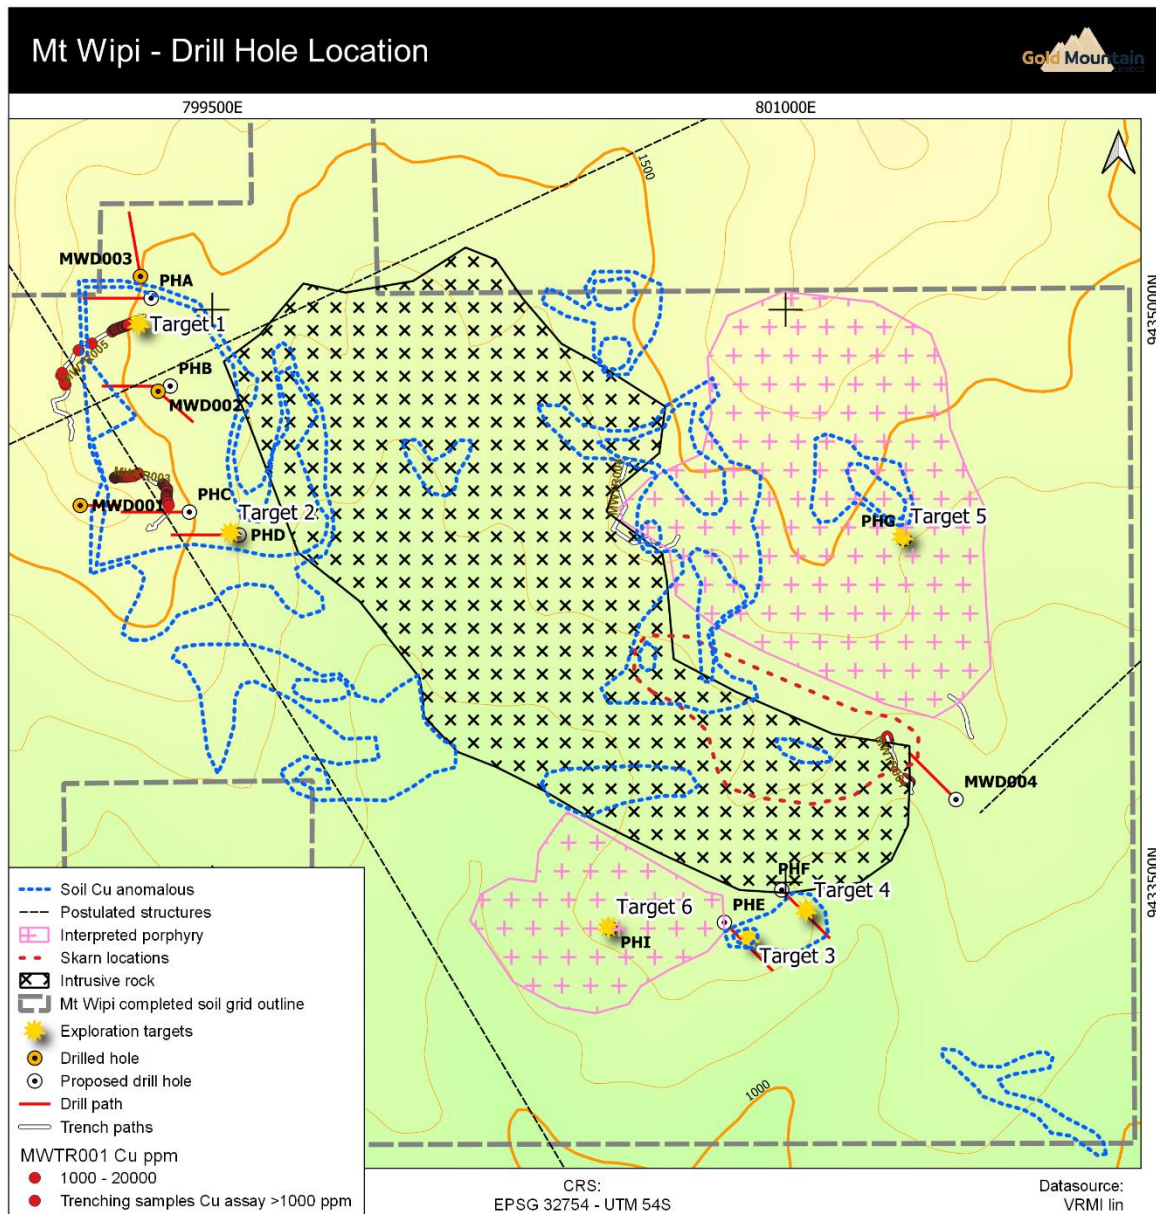 Mt Wipi - Drill Hole Location
Gold Mountain
Limited
799500E
801000E
1500
MWD003
PHA
9435000N
Target 1
MWTR005
PHB
MWD002
MWTR003
MWD001
PHC
Target 2
PHD
PHG
Target 5
MWD004
PHF
Target 4
PHE
Target 6
PHI
Target 3
9433500N
1000
Soil Cu anomalous
Postulated structures
Interpreted porphyry
Skarn locations
Intrusive rock
Mt Wipi completed soil grid outline
Exploration targets
Drilled hole
Proposed drill hole
Drill path
Trench paths
MWTR001 Cu ppm
1000 - 20000
Trenching samples Cu assay >1000 ppm
CRS:
EPSG 32754 - UTM 54S
Datasource:
VRMI lin